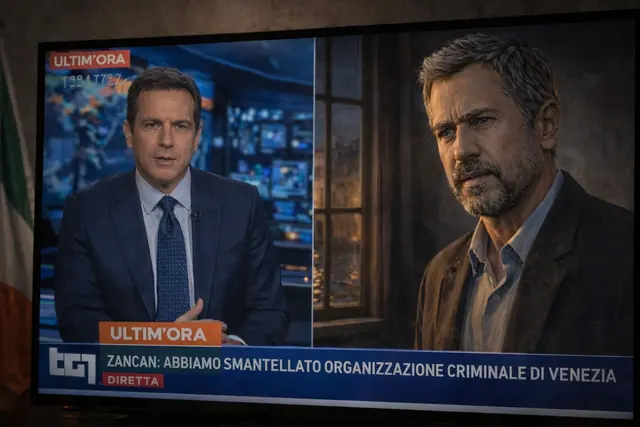 ULTIM'ORA
ULTIM'ORA
ZANCAN: ABBIAMO SMANTELLATO ORGANIZZAZIONE CRIMINALE DI VENEZIA
tg1
DIRETTA